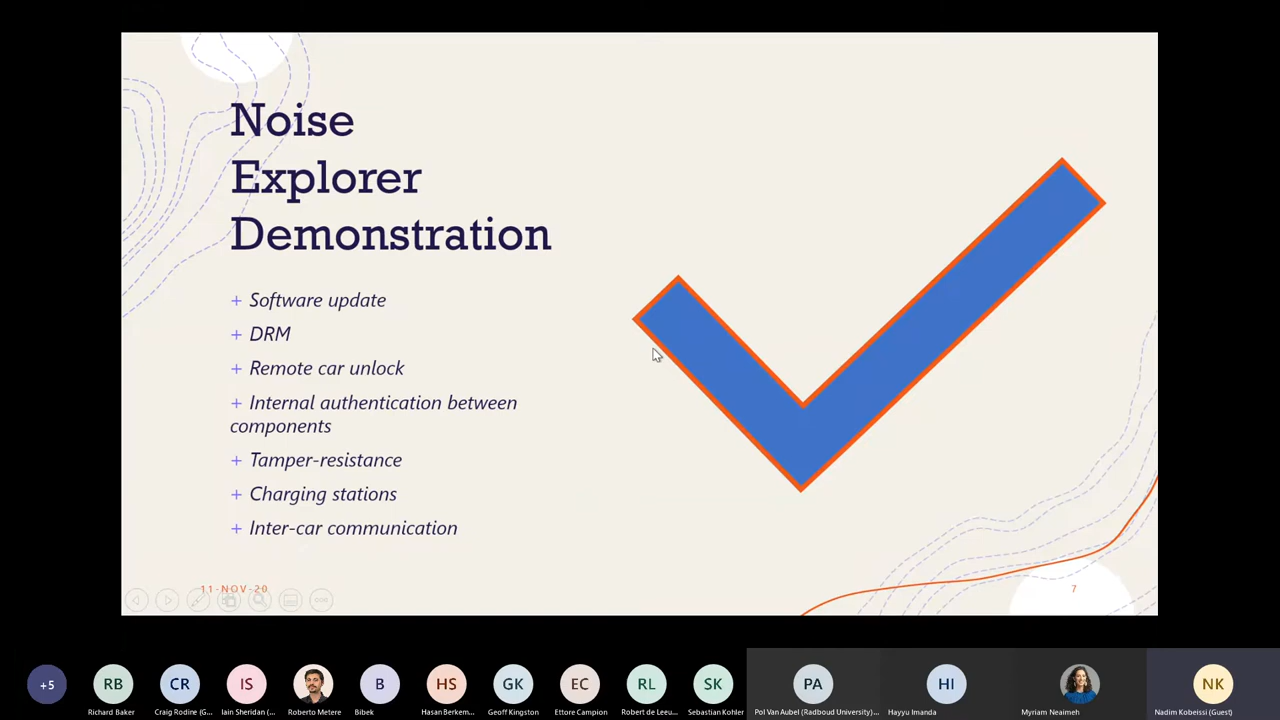 Noise
Explorer
Demonstration
+ Software update
+ DRM
+ Remote car unlock
+ Internal authentication between
components
+ Tamper-resistance
+ Charging stations
+ Inter-car communication
11-NOV-20
7
+5
RB
CR
IS
B
HS
GK
EC
RL
SK
PA
HI
NK
Richard Baker
Craig Rodine (G...
Iain Sheridan (...
Roberto Metere
Bibek
Hasan Berkem...
Geoff Kingston
Ettore Campion
Robert de Leeu...
Sebastian Kohler
Pol Van Aubel (Radboud University)...
Hayyu Imanda
Myriam Neaimeh
Nadim Kobeissi (Guest)